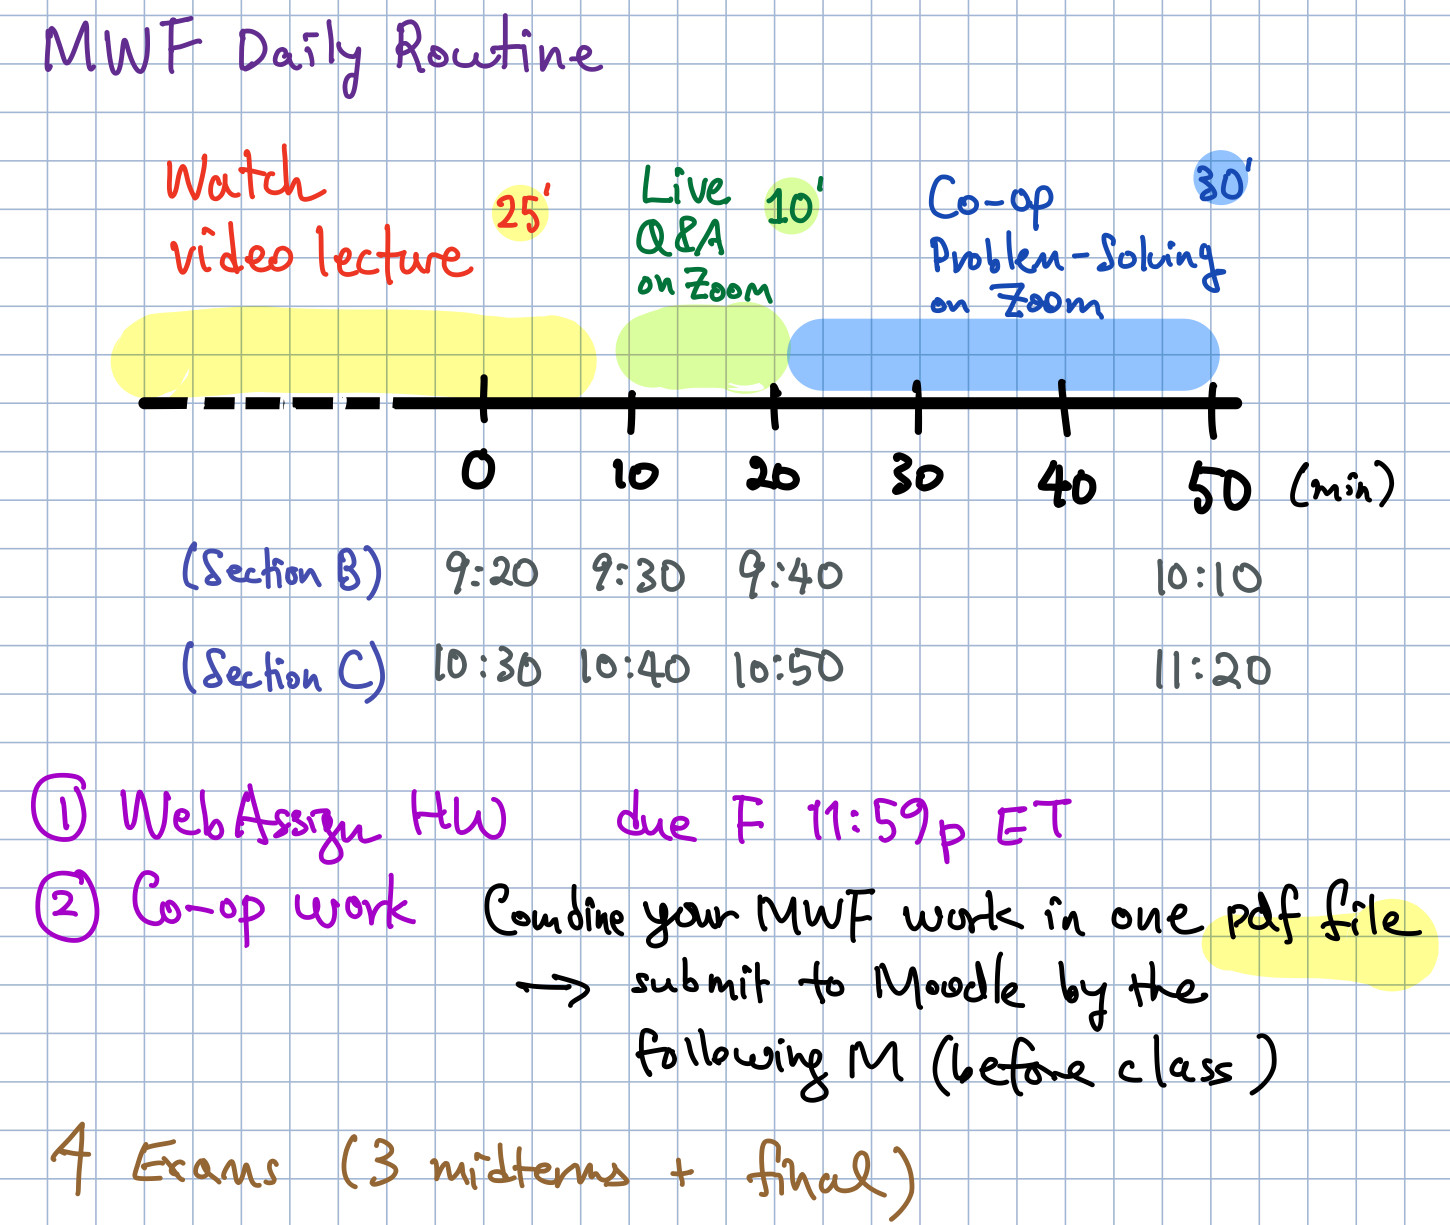 MWF Daily Routine
Watch
video lecture
25'
Live
Q&A
on Zoom
10'
Co-op
Problem-Solving
on Zoom
30'
0 10 20 30 40 50 (min)
(Section B) 9:20 9:30 9:40 10:10
(Section C) 10:30 10:40 10:50 11:20
① WebAssign HW due F 11:59p ET
② Co-op work Combine your MWF work in one pdf file
→ submit to Moodle by the
following M (before class)
4 Exams (3 midterms + final)